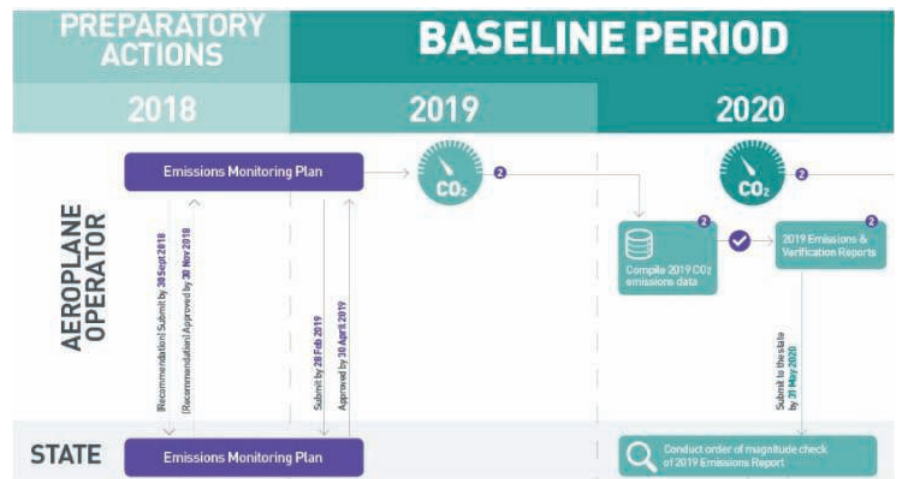 PREPARATORY
ACTIONS
BASELINE PERIOD
2018
2019
2020
AEROPLANE
OPERATOR
Emissions Monitoring Plan
CO₂
2
CO₂
2
2
Compile 2019 CO₂
emissions data
2
2019 Emissions &
Verification Reports
(Recommendation) Submit by 30 Sept 2018
(Recommendation) Approved by 30 Nov 2018
Submit by 28 Feb 2019
Approved by 30 April 2019
Submit to the state
by 31 May 2020
STATE
Emissions Monitoring Plan
Conduct order of magnitude check
of 2019 Emissions Report